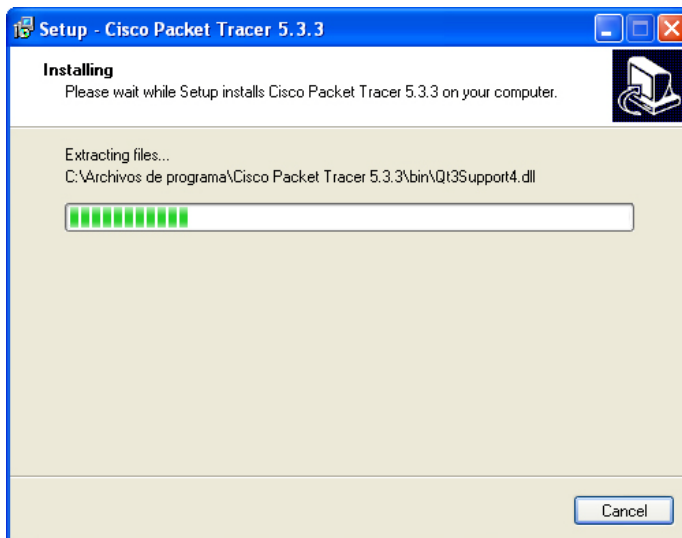 Setup - Cisco Packet Tracer 5.3.3
Installing
Please wait while Setup installs Cisco Packet Tracer 5.3.3 on your computer.
Extracting files...
C:\Archivos de programa\Cisco Packet Tracer 5.3.3\bin\Qt3Support4.dll
Cancel